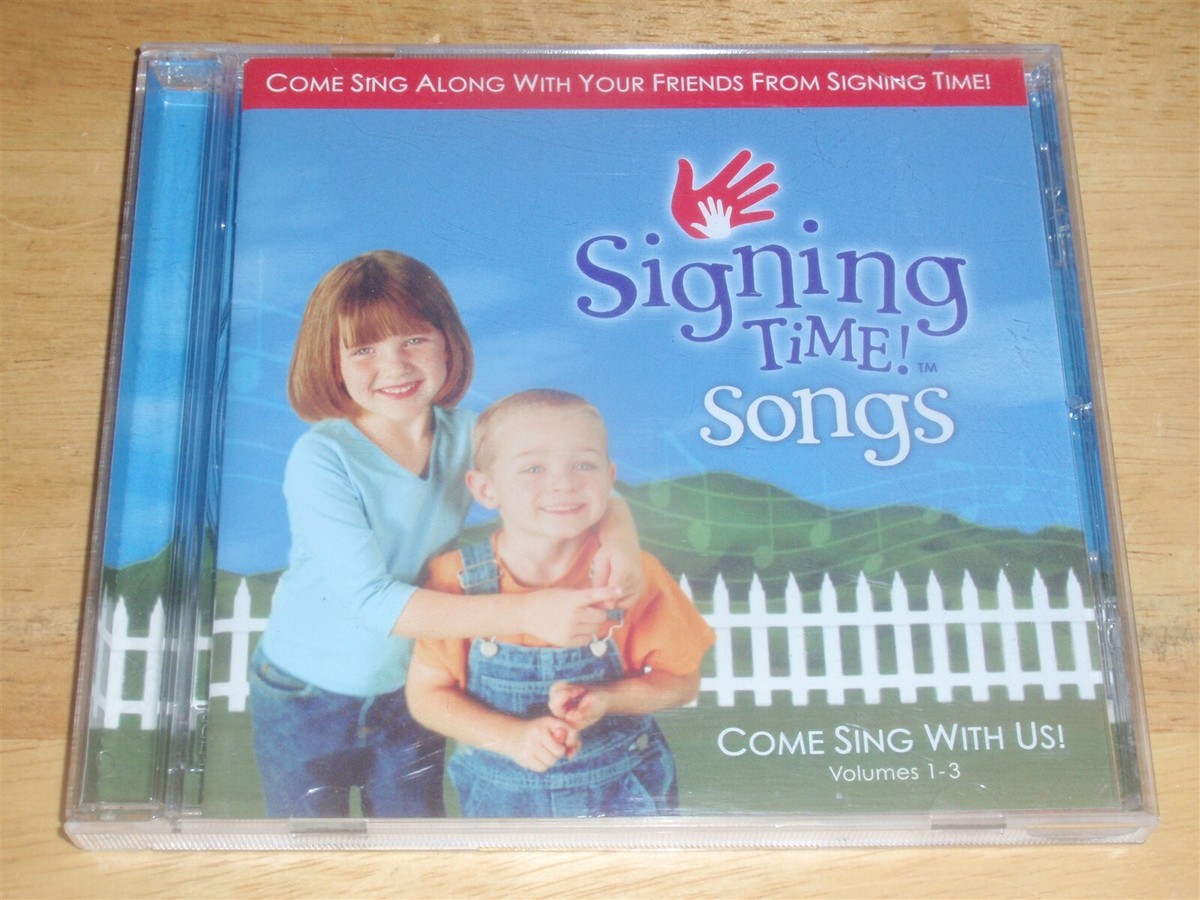 COME SING ALONG WITH YOUR FRIENDS FROM SIGNING TIME!
Signing
TiME!™
songs
COME SING WITH US!
Volumes 1-3